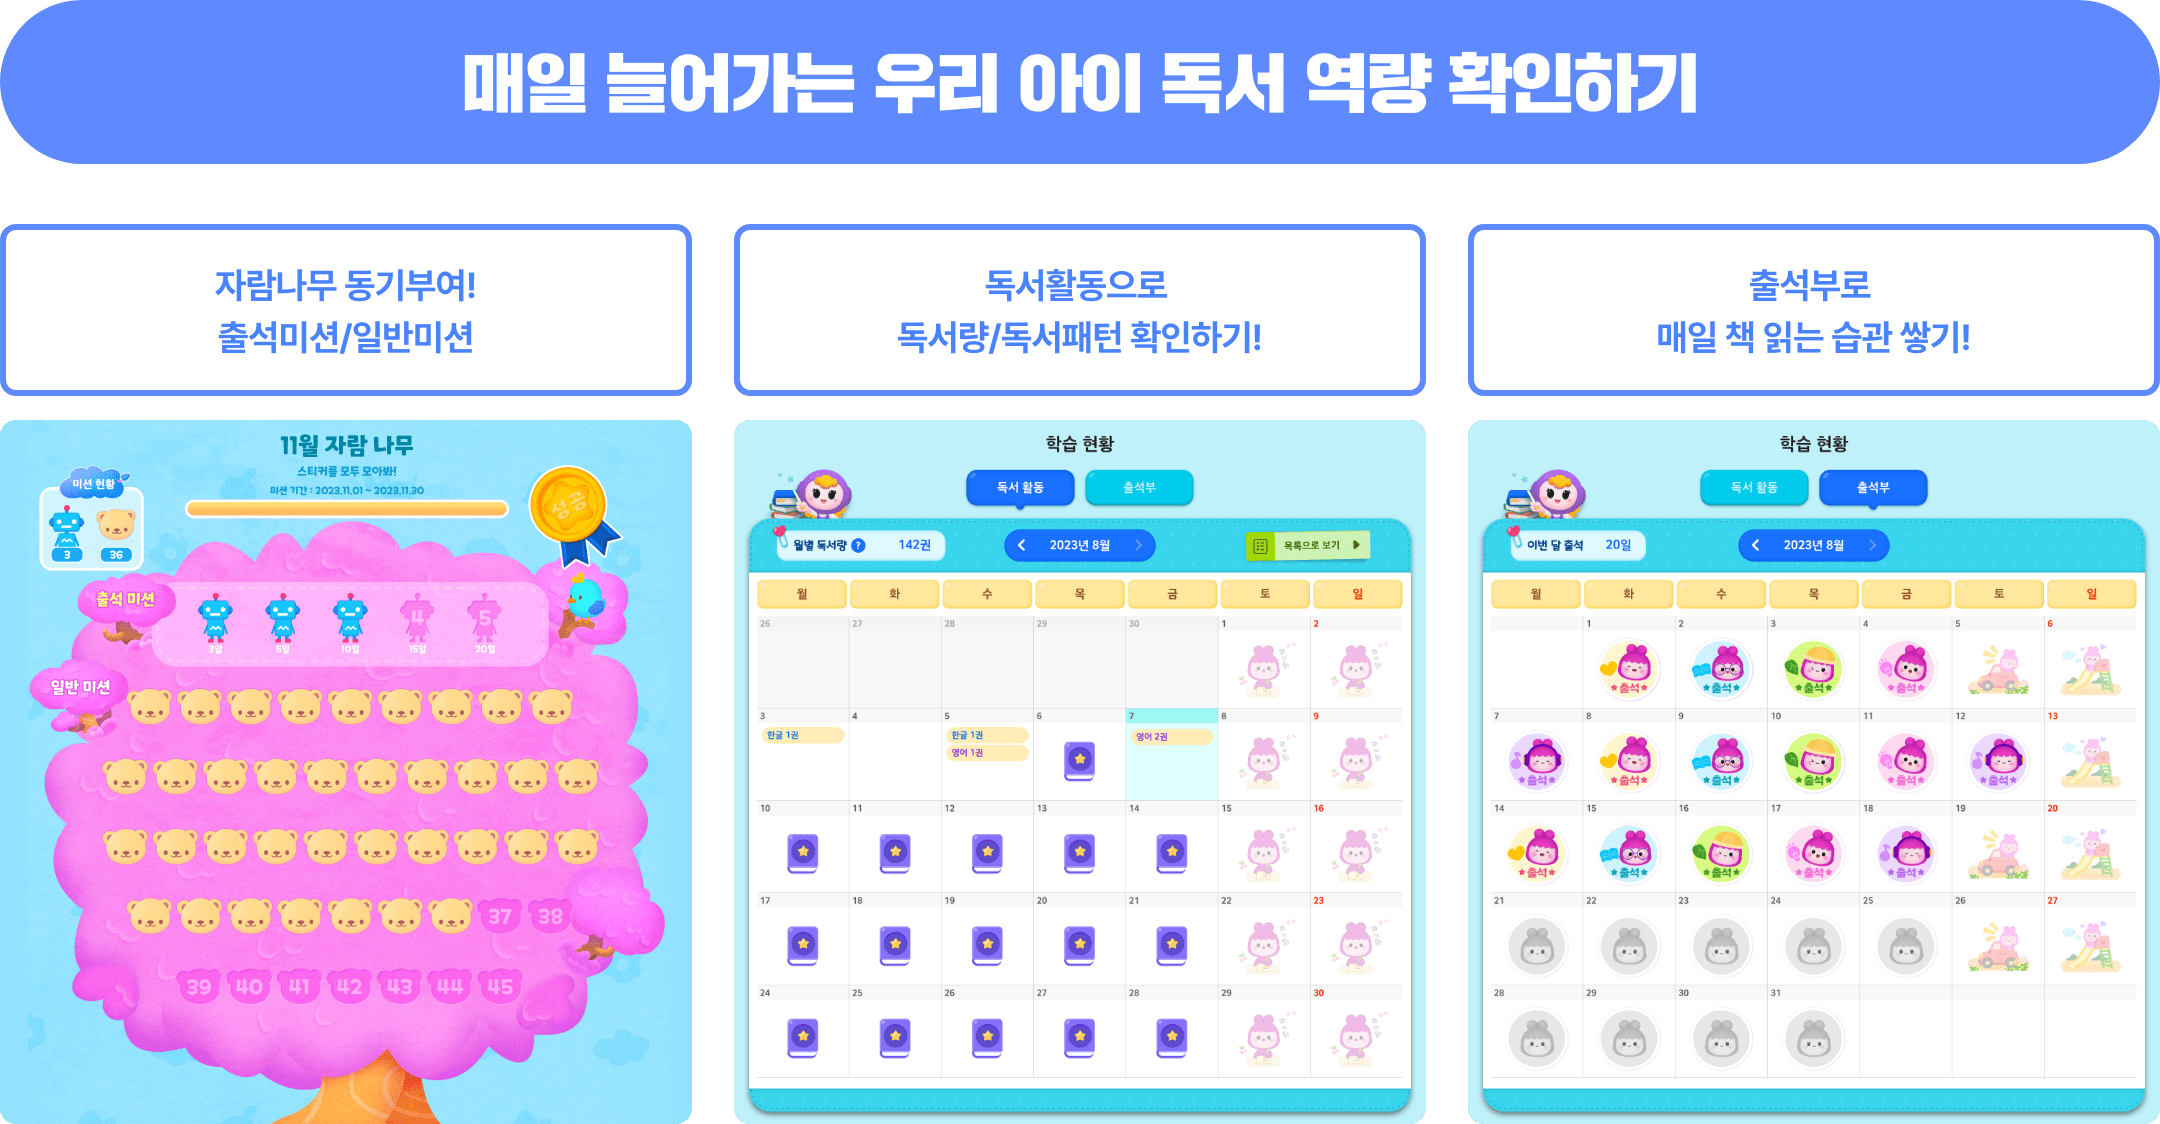 매일 늘어가는 우리 아이 독서 역량 확인하기
자람나무 동기부여!
출석미션/일반미션
독서활동으로
독서량/독서패턴 확인하기!
출석부로
매일 책 읽는 습관 쌓기!
11월 자람 나무
스티커를 모두 모아봐!
미션 기간 : 2023.11.01 ~ 2023.11.30
미션 현황
3 36
성공
출석 미션
4 5
3일 5일 10일 15일 20일
일반 미션
37 38
39 40 41 42 43 44 45
학습 현황
독서 활동 출석부
월별 독서량 ? 142권 2023년 8월 목록으로 보기
월 화 수 목 금 토 일
26 27 28 29 30 1 2
3 4 5 6 7 8 9
한글 1권 한글 1권 영어 2권
영어 1권
10 11 12 13 14 15 16
17 18 19 20 21 22 23
24 25 26 27 28 29 30
학습 현황
독서 활동 출석부
이번 달 출석 20일 2023년 8월
월 화 수 목 금 토 일
1 2 3 4 5 6
출석 출석 출석 출석
7 8 9 10 11 12 13
출석 출석 출석 출석 출석 출석
14 15 16 17 18 19 20
출석 출석 출석 출석 출석
21 22 23 24 25 26 27
28 29 30 31